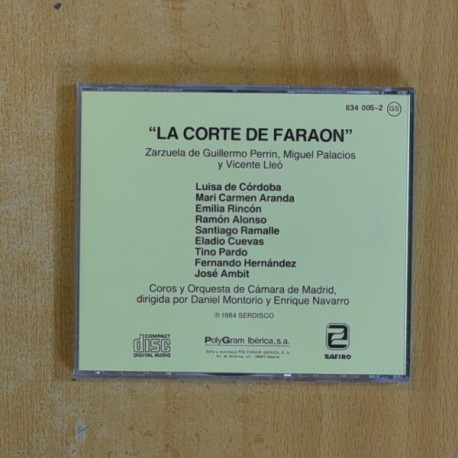 834 005-2 GS
"LA CORTE DE FARAON"
Zarzuela de Guillermo Perrin, Miguel Palacios
y Vicente Lleó
Luisa de Córdoba
Mari Carmen Aranda
Emilia Rincón
Ramón Alonso
Santiago Ramalle
Eladio Cuevas
Tino Pardo
Fernando Hernández
José Ambit
Coros y Orquesta de Cámara de Madrid,
dirigida por Daniel Montorio y Enrique Navarro
℗ 1984 SERDISCO
COMPACT
disc
DIGITAL AUDIO
PolyGram Ibérica, s.a.
ZAFIRO